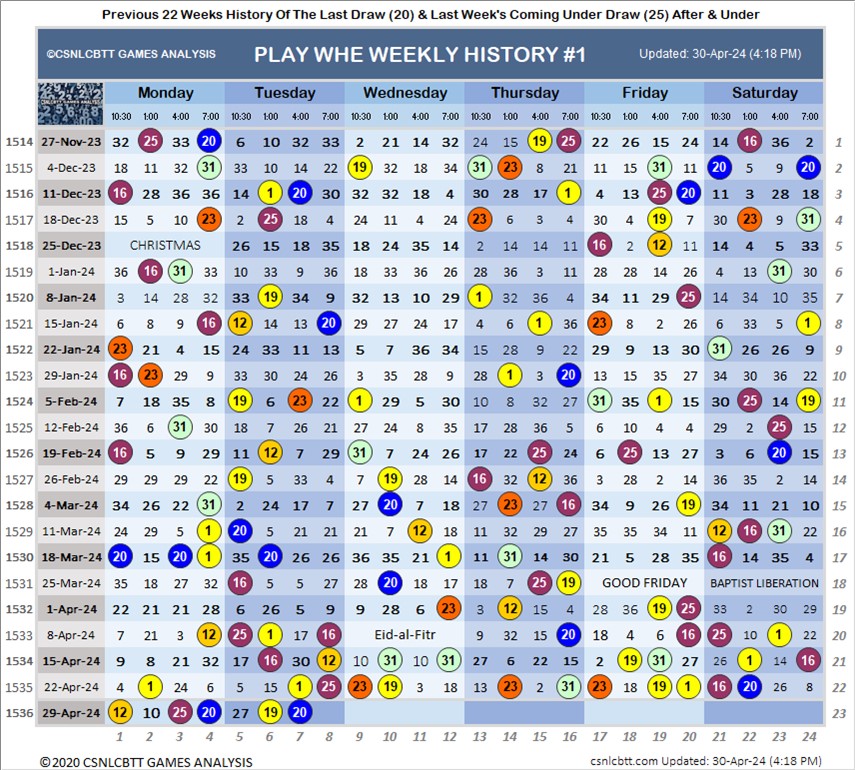 Previous 22 Weeks History Of The Last Draw (20) & Last Week's Coming Under Draw (25) After & Under
©CSNLCBTT GAMES ANALYSIS PLAY WHE WEEKLY HISTORY #1 Updated: 30-Apr-24 (4:18 PM)
Monday Tuesday Wednesday Thursday Friday Saturday
10:30 1:00 4:00 7:00 10:30 1:00 4:00 7:00 10:30 1:00 4:00 7:00 10:30 1:00 4:00 7:00 10:30 1:00 4:00 7:00 10:30 1:00 4:00 7:00
1514 27-Nov-23 32 25 33 20 6 10 32 33 2 21 14 32 24 15 19 25 22 26 15 24 14 16 36 2 1
1515 4-Dec-23 18 11 32 31 33 10 14 22 19 32 18 34 31 23 8 21 11 15 31 11 20 5 9 20 2
1516 11-Dec-23 16 28 36 36 14 1 20 30 32 33 18 4 30 28 17 1 4 13 25 20 11 3 28 18 3
1517 18-Dec-23 15 5 10 23 2 25 18 4 24 11 4 24 23 6 3 4 30 4 19 7 30 23 9 31 4
1518 25-Dec-23 CHRISTMAS 26 15 18 35 18 24 35 14 2 14 14 11 16 2 12 11 14 4 5 33 5
1519 1-Jan-24 36 16 31 33 10 33 9 36 18 33 36 26 28 36 3 11 28 28 14 26 4 13 31 30 6
1520 8-Jan-24 3 14 28 32 33 19 34 9 32 13 10 29 1 32 36 4 34 11 29 25 14 34 10 35 7
1521 15-Jan-24 6 8 9 16 12 14 13 20 29 27 24 17 4 6 1 36 23 8 2 26 6 33 5 1 8
1522 22-Jan-24 23 21 4 15 24 33 11 13 5 7 36 34 15 28 9 22 29 9 13 30 31 26 26 9 9
1523 29-Jan-24 16 23 29 9 33 30 24 26 3 35 28 9 28 1 3 20 13 15 35 27 34 30 36 22 10
1524 5-Feb-24 7 18 35 8 19 6 23 22 1 29 5 30 10 8 32 27 31 34 1 15 30 25 14 19 11
1525 12-Feb-24 36 6 31 30 18 7 26 21 27 24 8 35 17 28 36 5 6 10 4 4 29 2 25 15 12
1526 19-Feb-24 16 5 9 29 11 12 7 29 31 7 24 26 17 22 25 24 6 25 18 13 3 6 20 15 13
1527 26-Feb-24 29 29 29 22 19 5 33 4 7 19 28 14 16 32 12 36 3 28 2 14 36 35 2 14 14
1528 4-Mar-24 34 26 22 31 2 24 17 7 27 20 7 18 27 23 27 16 34 9 26 19 34 11 21 10 15
1529 11-Mar-24 24 29 5 1 20 5 21 21 21 7 12 18 11 32 29 27 35 35 34 11 12 16 31 22 16
1530 18-Mar-24 20 15 20 1 35 20 26 26 36 35 21 1 11 31 14 30 21 5 28 35 16 14 35 4 17
1531 25-Mar-24 35 18 27 32 16 5 5 27 28 20 18 17 18 7 25 19 GOOD FRIDAY BAPTIST LIBERATION 18
1532 1-Apr-24 22 21 21 28 6 26 5 9 9 28 6 23 3 12 15 4 28 36 19 25 33 2 30 29 19
1533 8-Apr-24 7 21 3 12 25 1 17 16 Eid-al-Fitr 9 32 15 20 18 4 6 16 25 10 1 22 20
1534 15-Apr-24 9 8 21 32 17 16 30 12 10 31 10 31 27 6 22 15 2 19 31 27 26 1 24 16 21
1535 22-Apr-24 4 1 24 6 5 15 1 25 23 19 3 18 13 23 2 31 23 18 19 1 16 20 26 8 22
1536 29-Apr-24 12 10 25 20 27 19 20 23
1 2 3 4 5 6 7 8 9 10 11 12 13 14 15 16 17 18 19 20 21 22 23 24
©2020 CSNLCBTT GAMES ANALYSIS csnlcbtt.com Updated: 30-Apr-24 (4:18 PM)